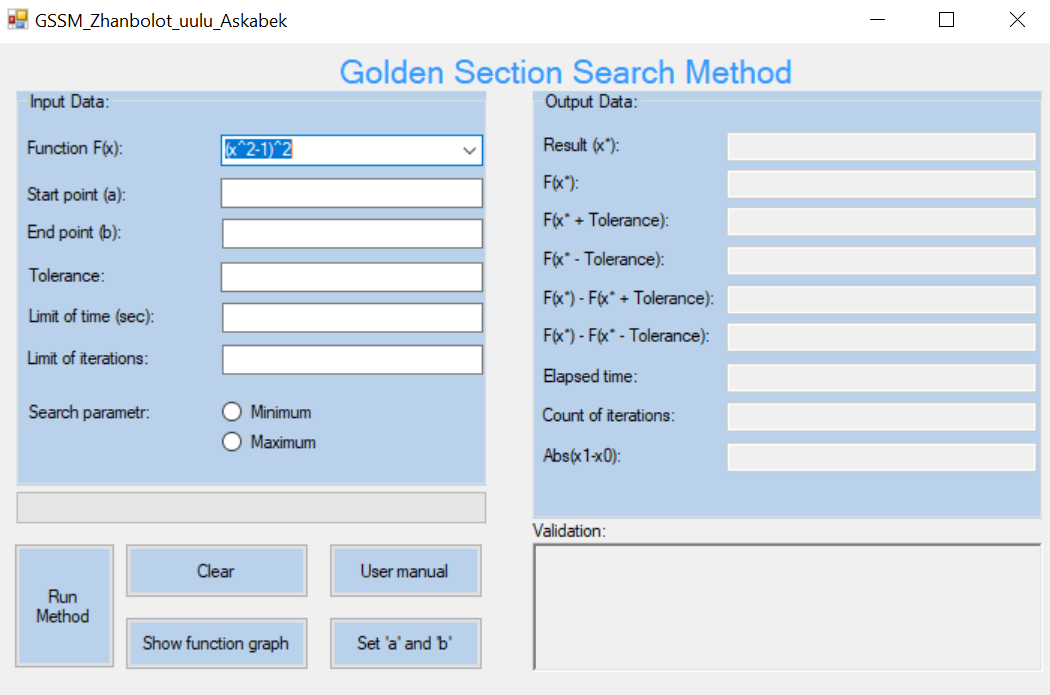 GSSM_Zhanbolot_uulu_Askabek
Golden Section Search Method
Input Data:
Function F(x):
(x^2-1)^2
Start point (a):
End point (b):
Tolerance:
Limit of time (sec):
Limit of iterations:
Search parametr:
Minimum
Maximum
Run
Method
Clear
User manual
Show function graph
Set 'a' and 'b'
Output Data:
Result (x*):
F(x*):
F(x* + Tolerance):
F(x* - Tolerance):
F(x*) - F(x* + Tolerance):
F(x*) - F(x* - Tolerance):
Elapsed time:
Count of iterations:
Abs(x1-x0):
Validation: